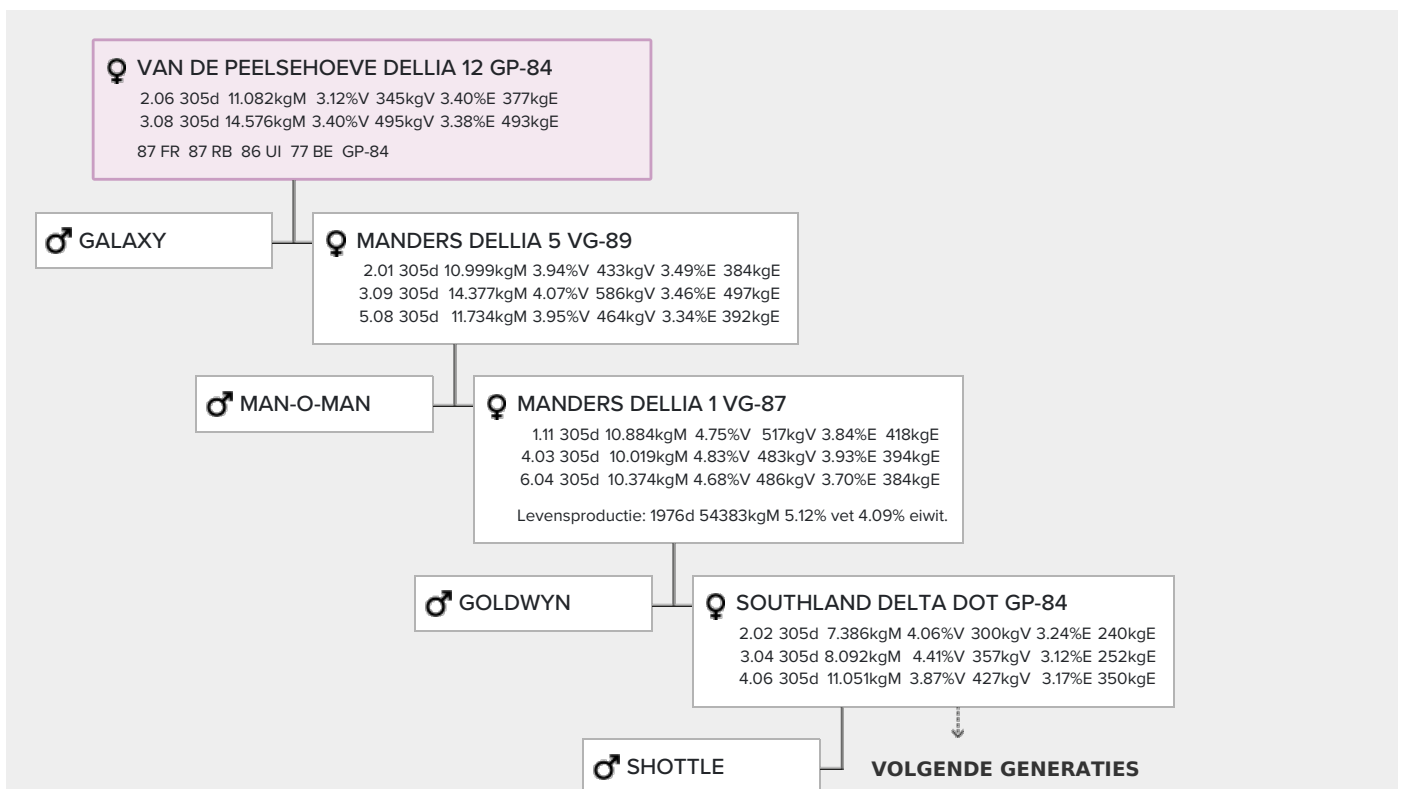 VAN DE PEELSEHOEVE DELLIA 12 GP-84
2.06 305d 11.082kgM 3.12%V 345kgV 3.40%E 377kgE
3.08 305d 14.576kgM 3.40%V 495kgV 3.38%E 493kgE
87 FR 87 RB 86 UI 77 BE GP-84
GALAXY
MANDERS DELLIA 5 VG-89
2.01 305d 10.999kgM 3.94%V 433kgV 3.49%E 384kgE
3.09 305d 14.377kgM 4.07%V 586kgV 3.46%E 497kgE
5.08 305d 11.734kgM 3.95%V 464kgV 3.34%E 392kgE
MAN-O-MAN
MANDERS DELLIA 1 VG-87
1.11 305d 10.884kgM 4.75%V 517kgV 3.84%E 418kgE
4.03 305d 10.019kgM 4.83%V 483kgV 3.93%E 394kgE
6.04 305d 10.374kgM 4.68%V 486kgV 3.70%E 384kgE
Levensproductie: 1976d 54383kgM 5.12% vet 4.09% eiwit.
GOLDWYN
SOUTHLAND DELTA DOT GP-84
2.02 305d 7.386kgM 4.06%V 300kgV 3.24%E 240kgE
3.04 305d 8.092kgM 4.41%V 357kgV 3.12%E 252kgE
4.06 305d 11.051kgM 3.87%V 427kgV 3.17%E 350kgE
SHOTTLE
VOLGENDE GENERATIES